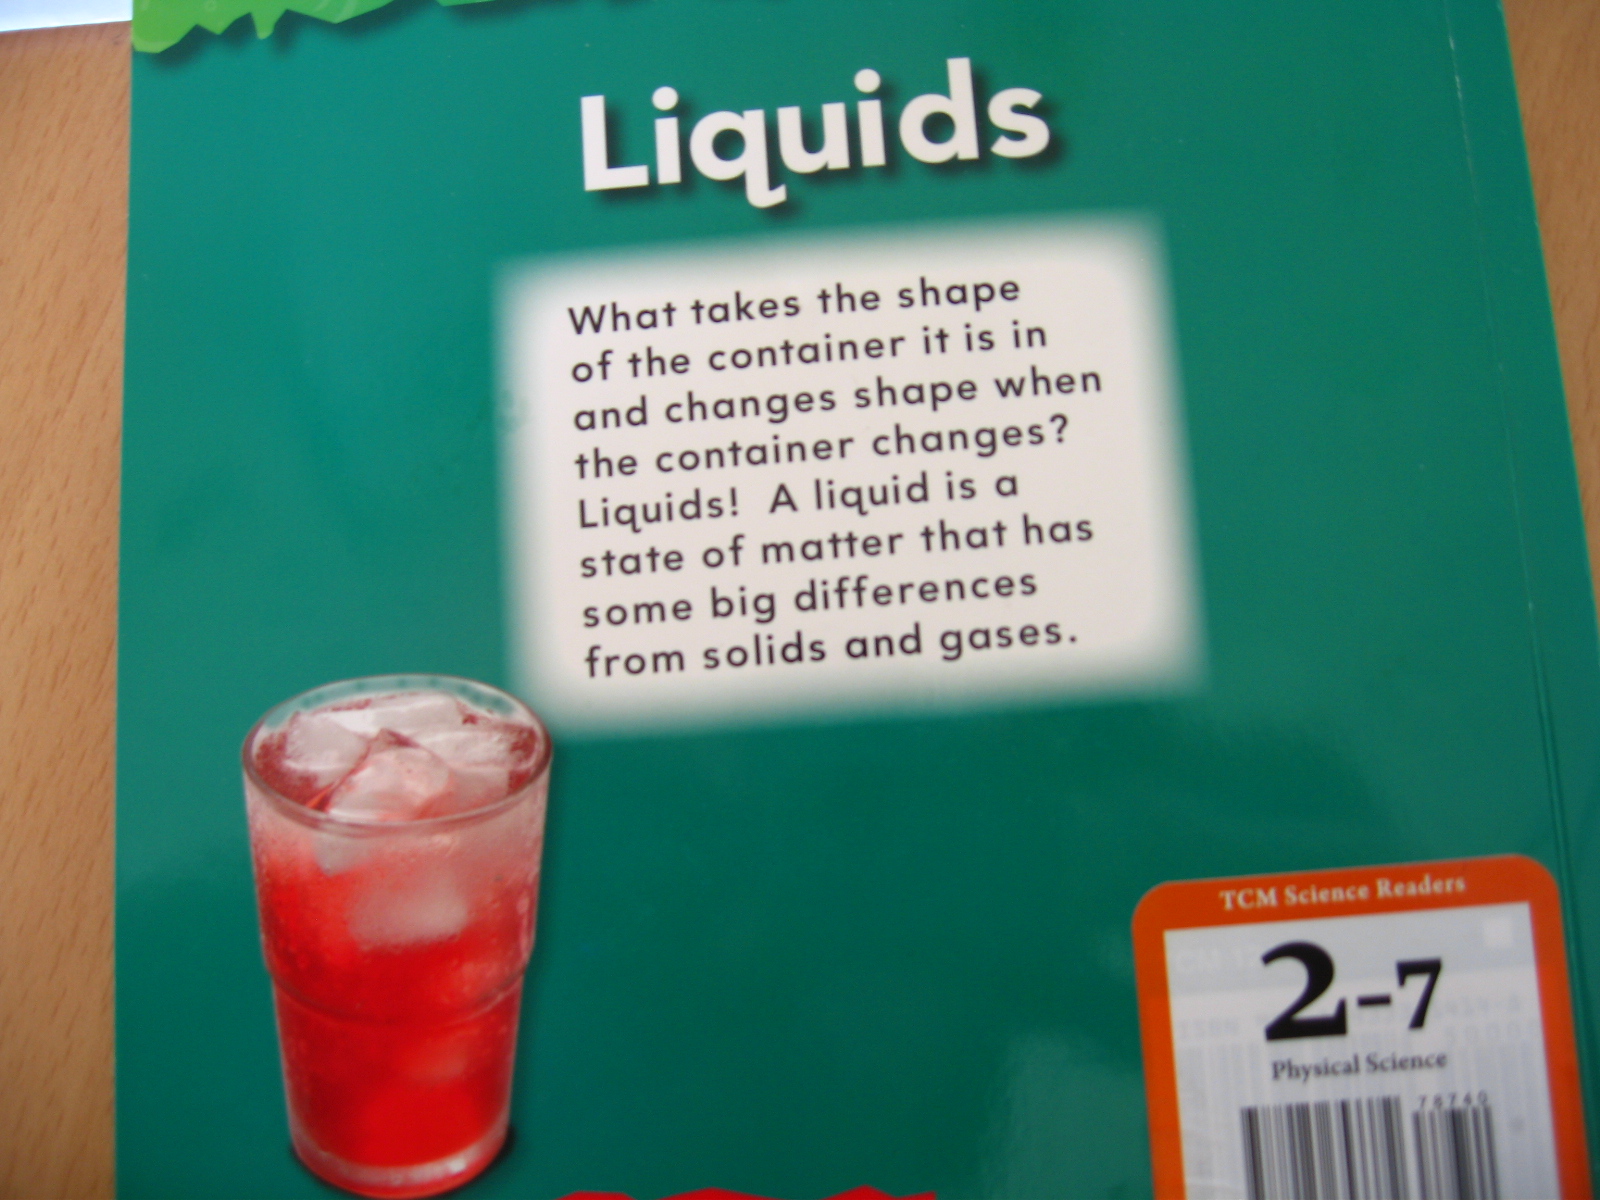 Liquids
What takes the shape
of the container it is in
and changes shape when
the container changes?
Liquids! A liquid is a
state of matter that has
some big differences
from solids and gases.
TCM Science Readers
2-7
Physical Science
78740